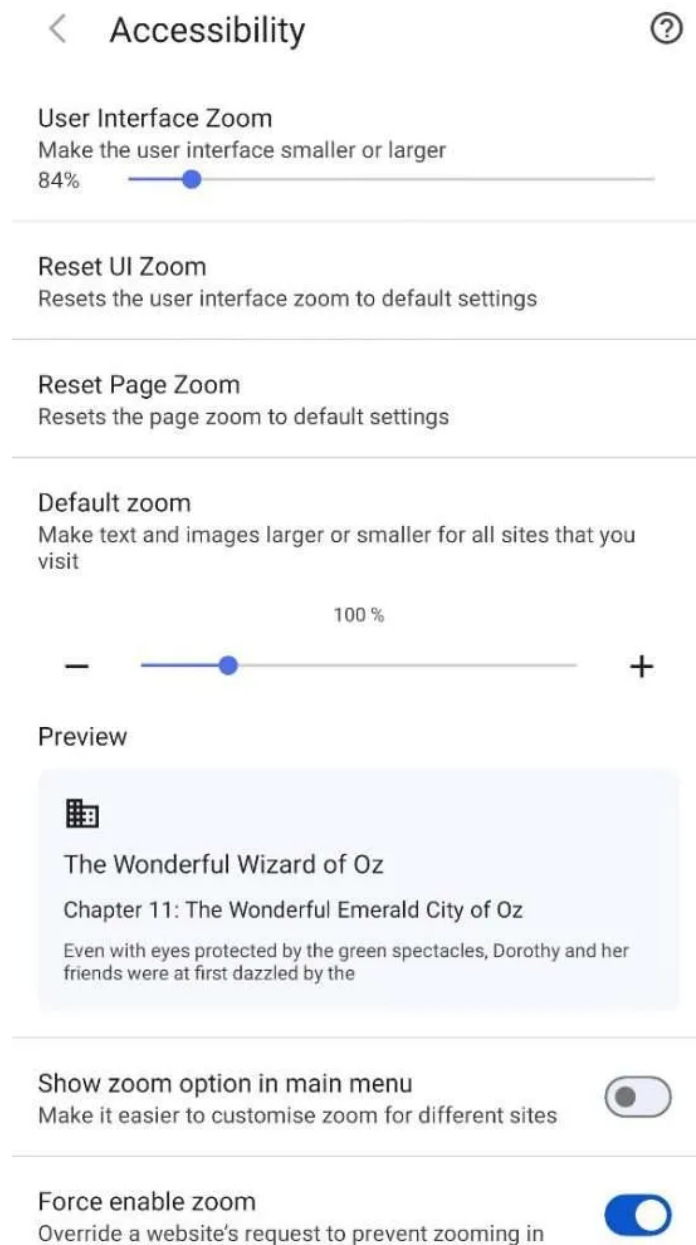 Accessibility
User Interface Zoom
Make the user interface smaller or larger
84%
Reset UI Zoom
Resets the user interface zoom to default settings
Reset Page Zoom
Resets the page zoom to default settings
Default zoom
Make text and images larger or smaller for all sites that you
visit
100 %
Preview
The Wonderful Wizard of Oz
Chapter 11: The Wonderful Emerald City of Oz
Even with eyes protected by the green spectacles, Dorothy and her
friends were at first dazzled by the
Show zoom option in main menu
Make it easier to customise zoom for different sites
Force enable zoom
Override a website's request to prevent zooming in